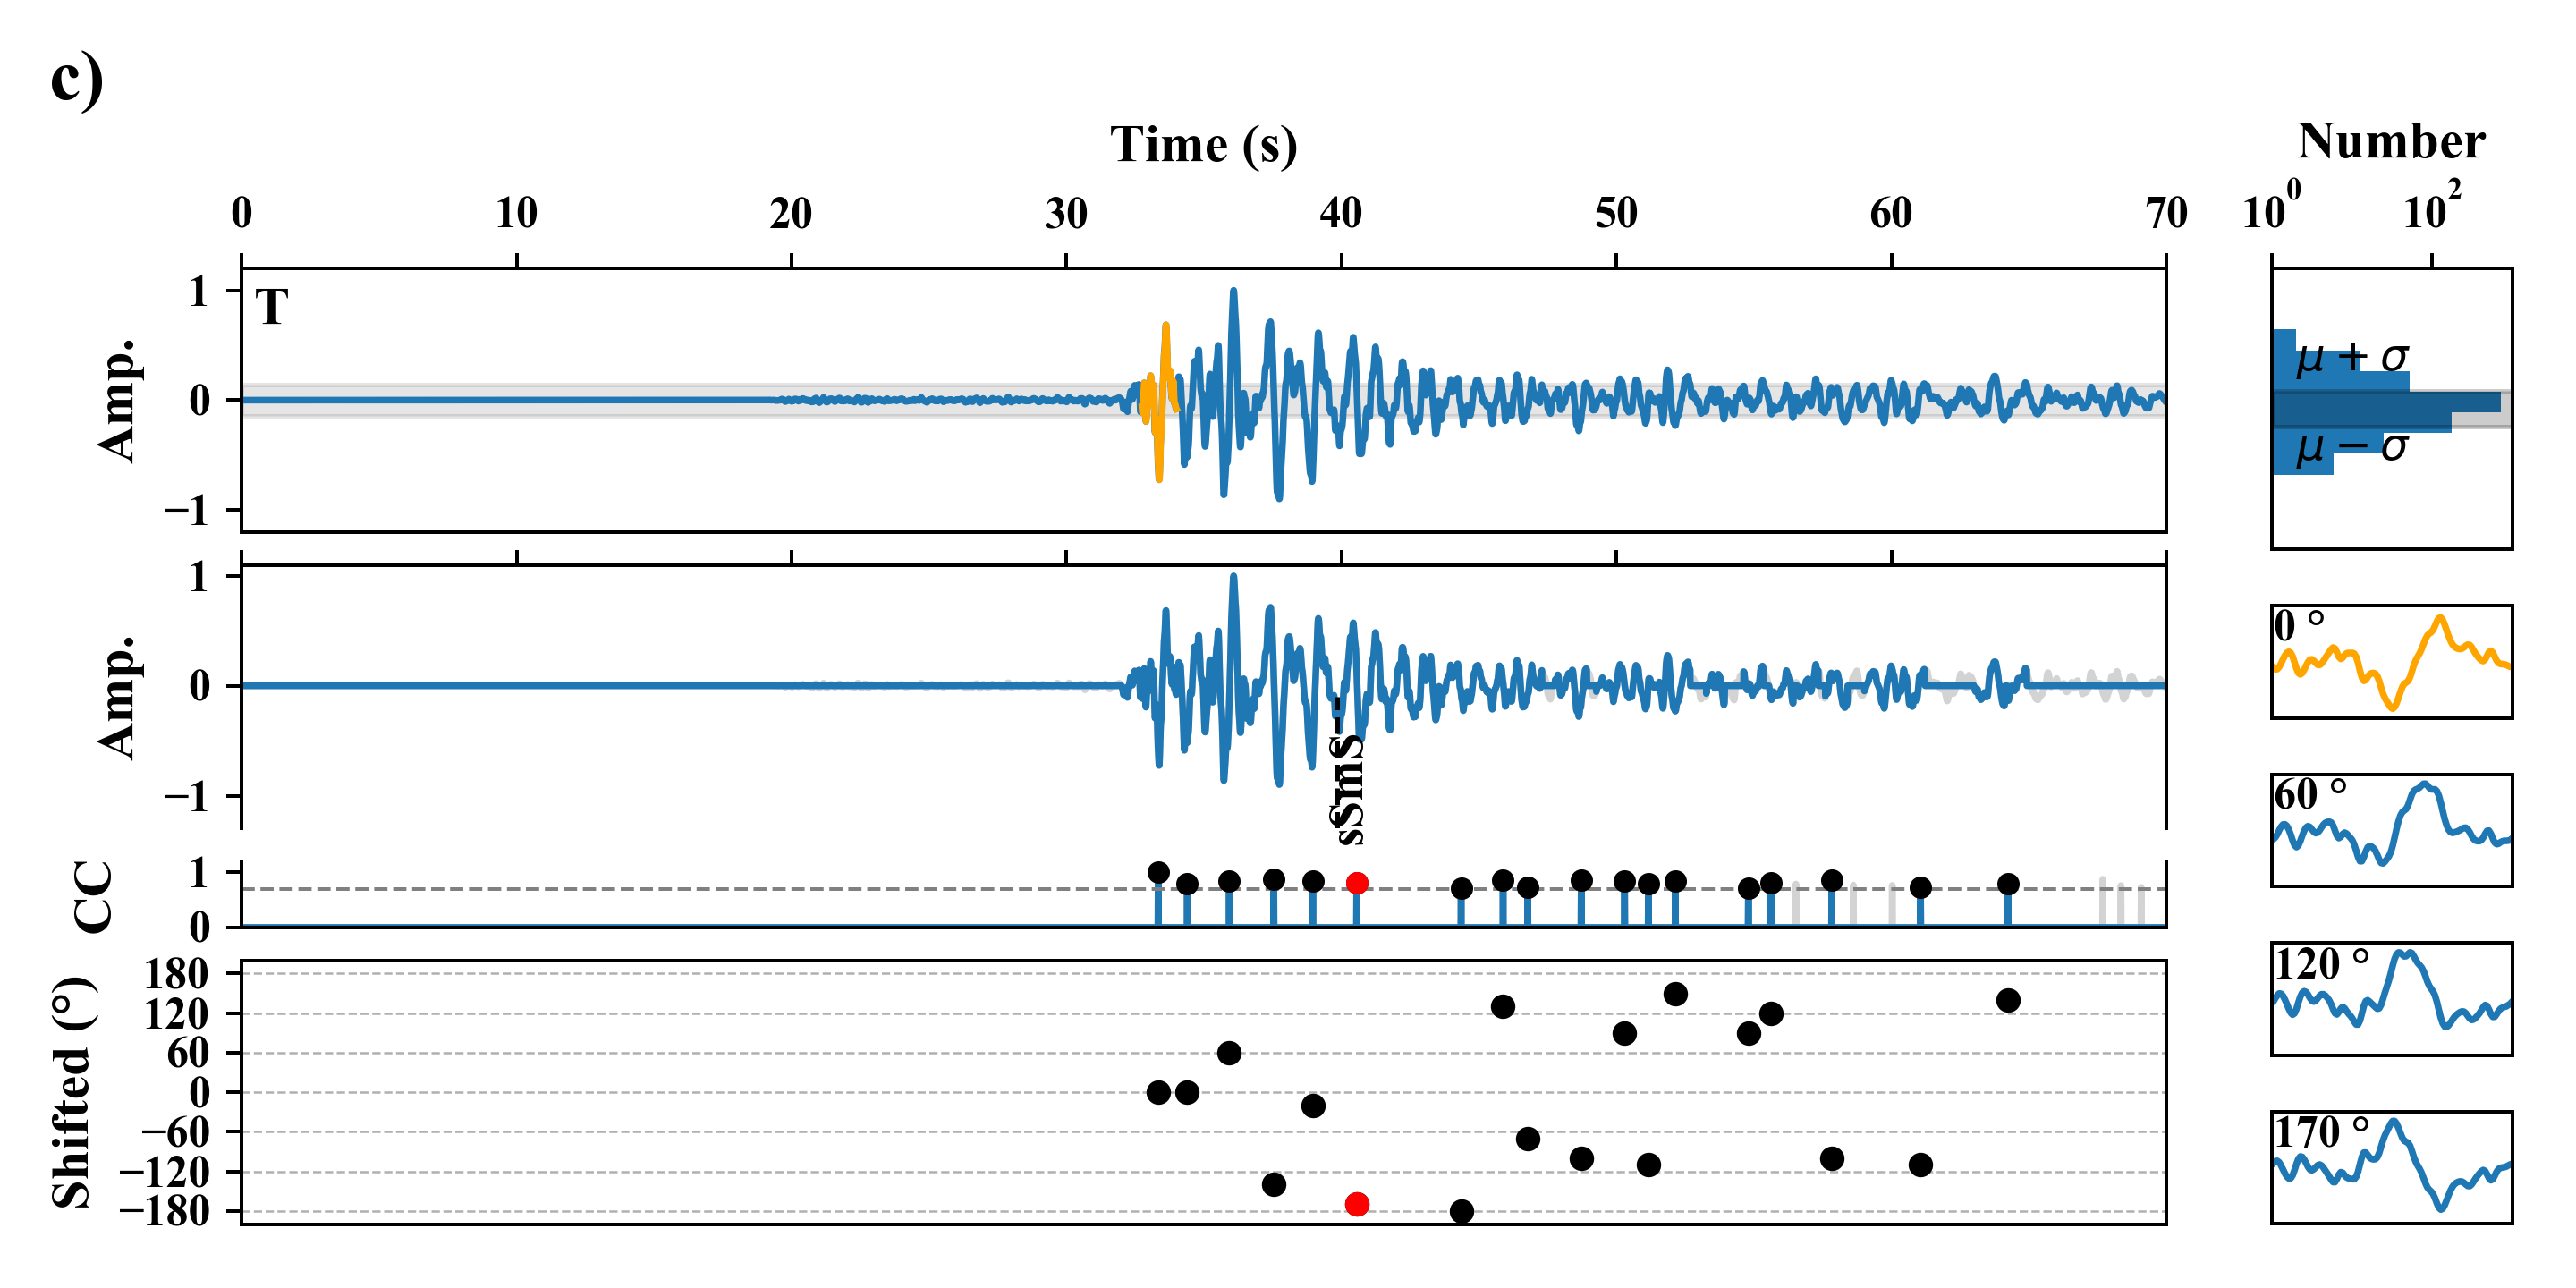 c)
Time (s)
Number
0 10 20 30 40 50 60 70
10^0 10^2
T
1
0
−1
Amp.
μ + σ
μ − σ
1
0
−1
Amp.
sSmS
0 °
60 °
1
0
CC
120 °
180
120
60
0
−60
−120
−180
Shifted (°)
170 °